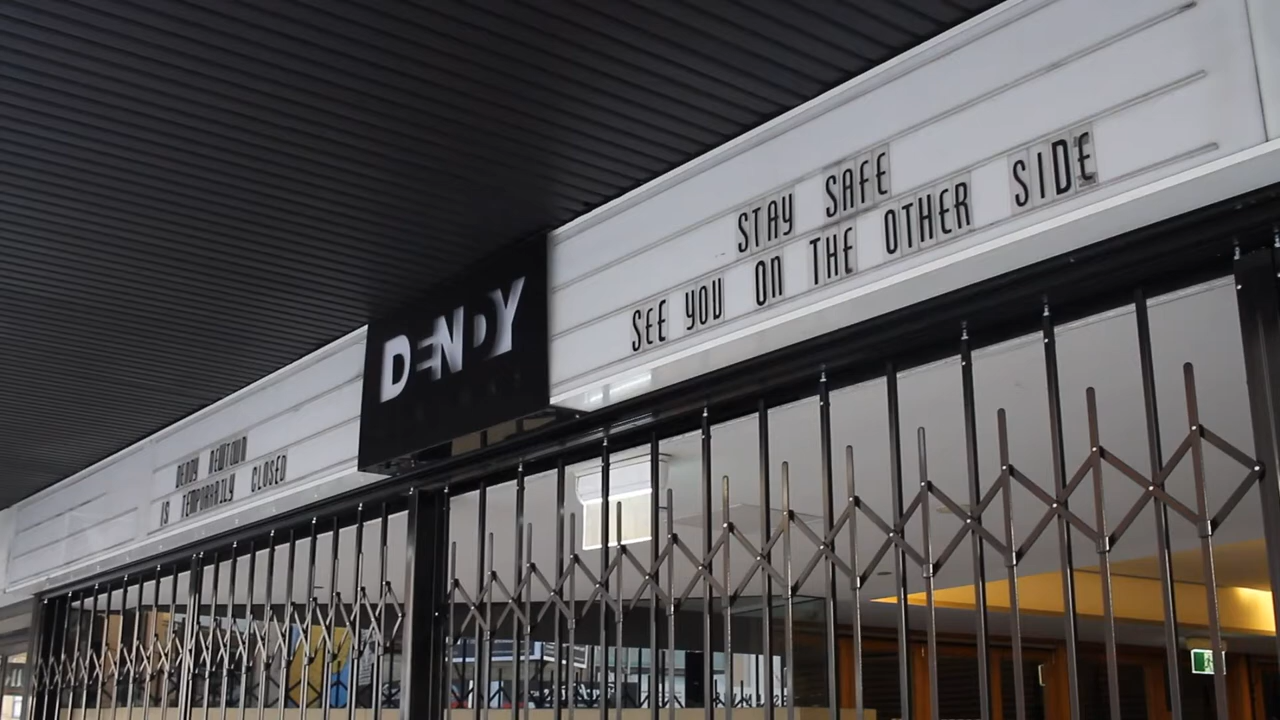 DENDY NEWTOWN
IS TEMPORARILY CLOSED
DENDY
STAY SAFE
SEE YOU ON THE OTHER SIDE